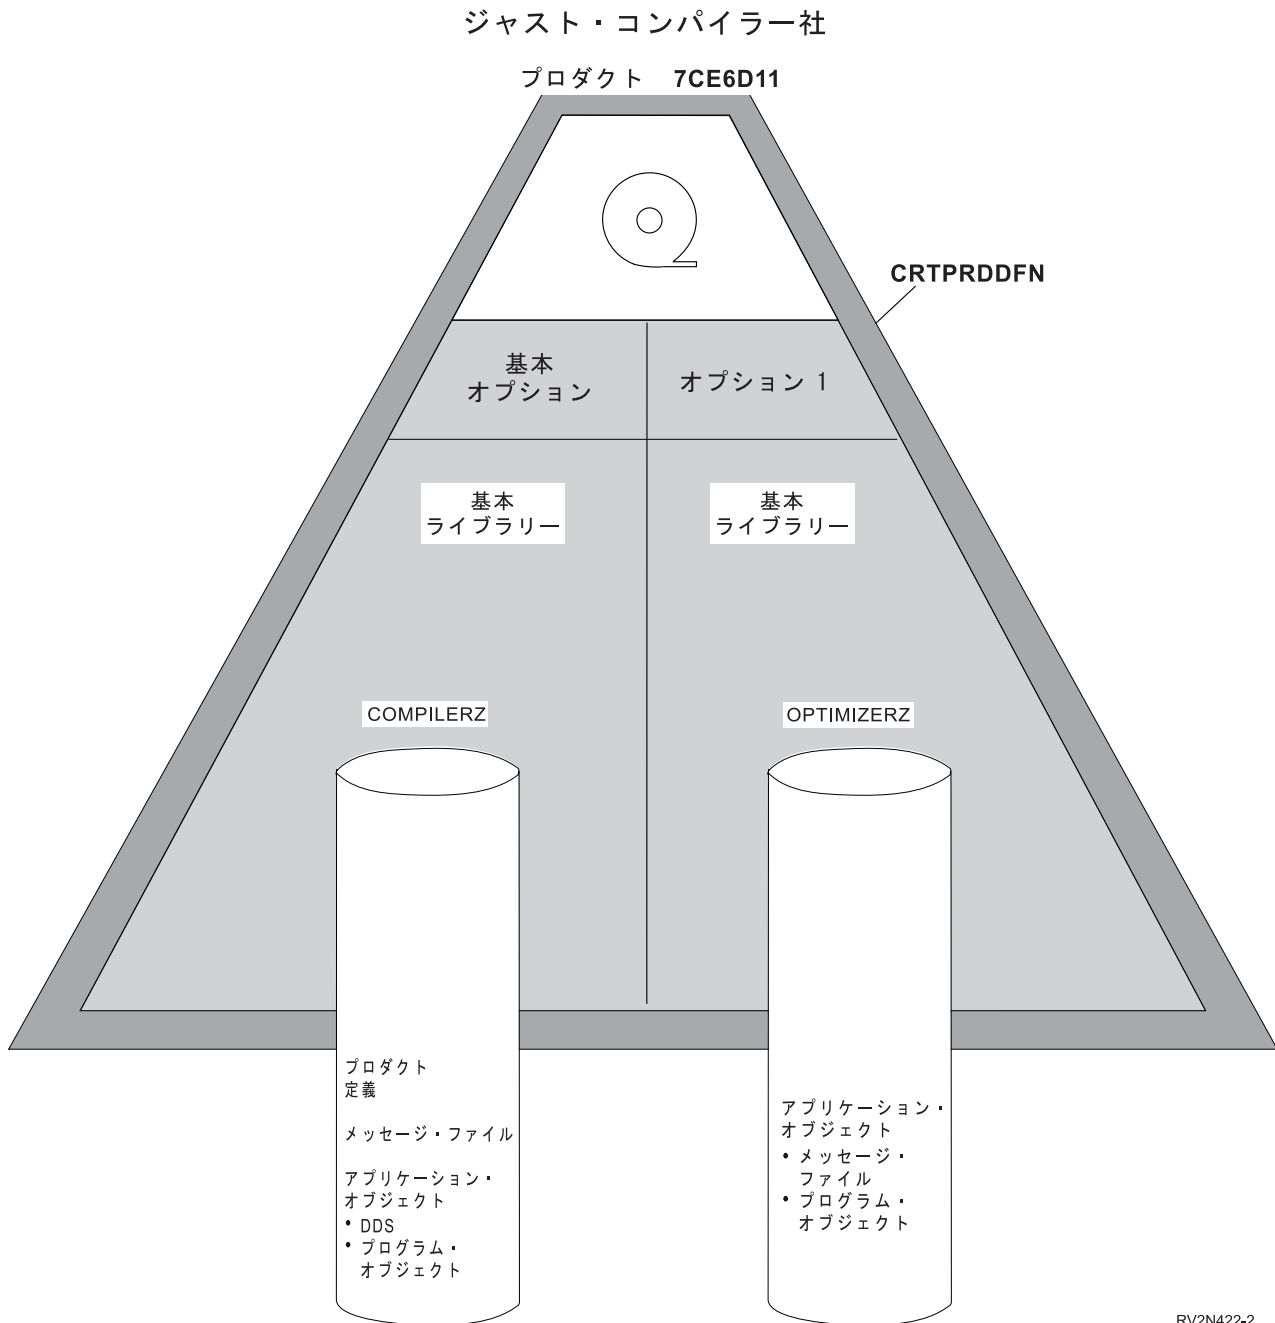 ジャスト・コンパイラー社
プロダクト 7CE6D11
CRTPRDDFN
基本
オプション
オプション 1
基本
ライブラリー
基本
ライブラリー
COMPILERZ
OPTIMIZERZ
プロダクト
定義
メッセージ・ファイル
アプリケーション・
オブジェクト
• DDS
• プログラム・
オブジェクト
アプリケーション・
オブジェクト
• メッセージ・
ファイル
• プログラム・
オブジェクト
RV2N422-2